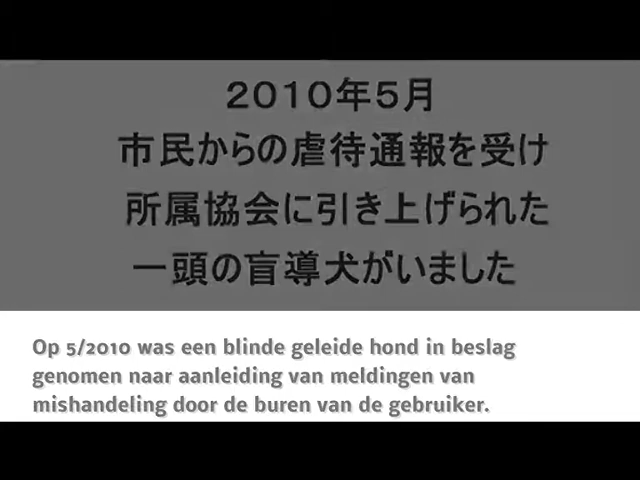 2010年5月
市民からの虐待通報を受け
所属協会に引き上げられた
一頭の盲導犬がいました
Op 5/2010 was een blinde geleide hond in beslag
genomen naar aanleiding van meldingen van
mishandeling door de buren van de gebruiker.